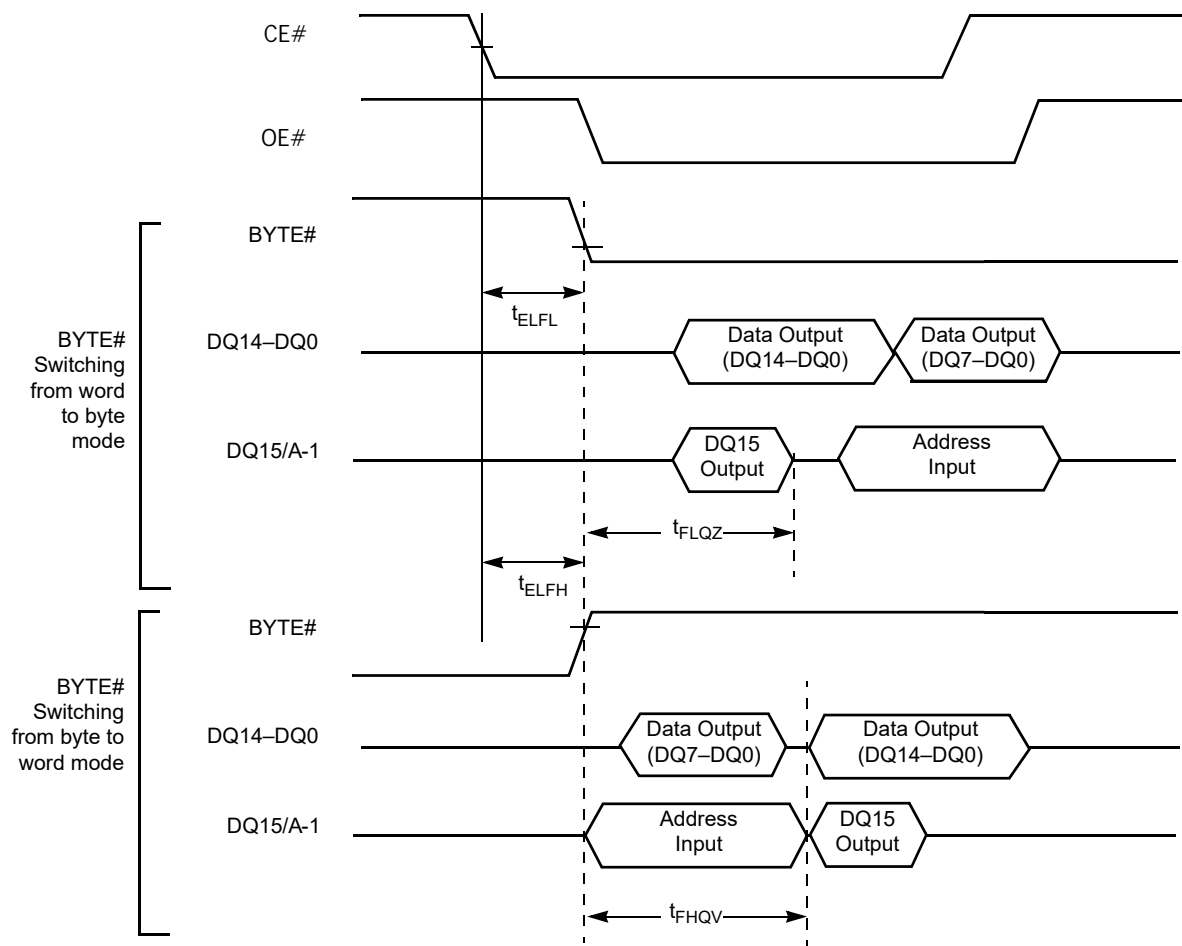 CE#
OE#
BYTE#
Switching
from word
to byte
mode
BYTE#
tELFL
DQ14–DQ0
Data Output
(DQ14–DQ0)
Data Output
(DQ7–DQ0)
DQ15/A-1
DQ15
Output
Address
Input
tFLQZ
tELFH
BYTE#
Switching
from byte to
word mode
BYTE#
DQ14–DQ0
Data Output
(DQ7–DQ0)
Data Output
(DQ14–DQ0)
DQ15/A-1
Address
Input
DQ15
Output
tFHQV